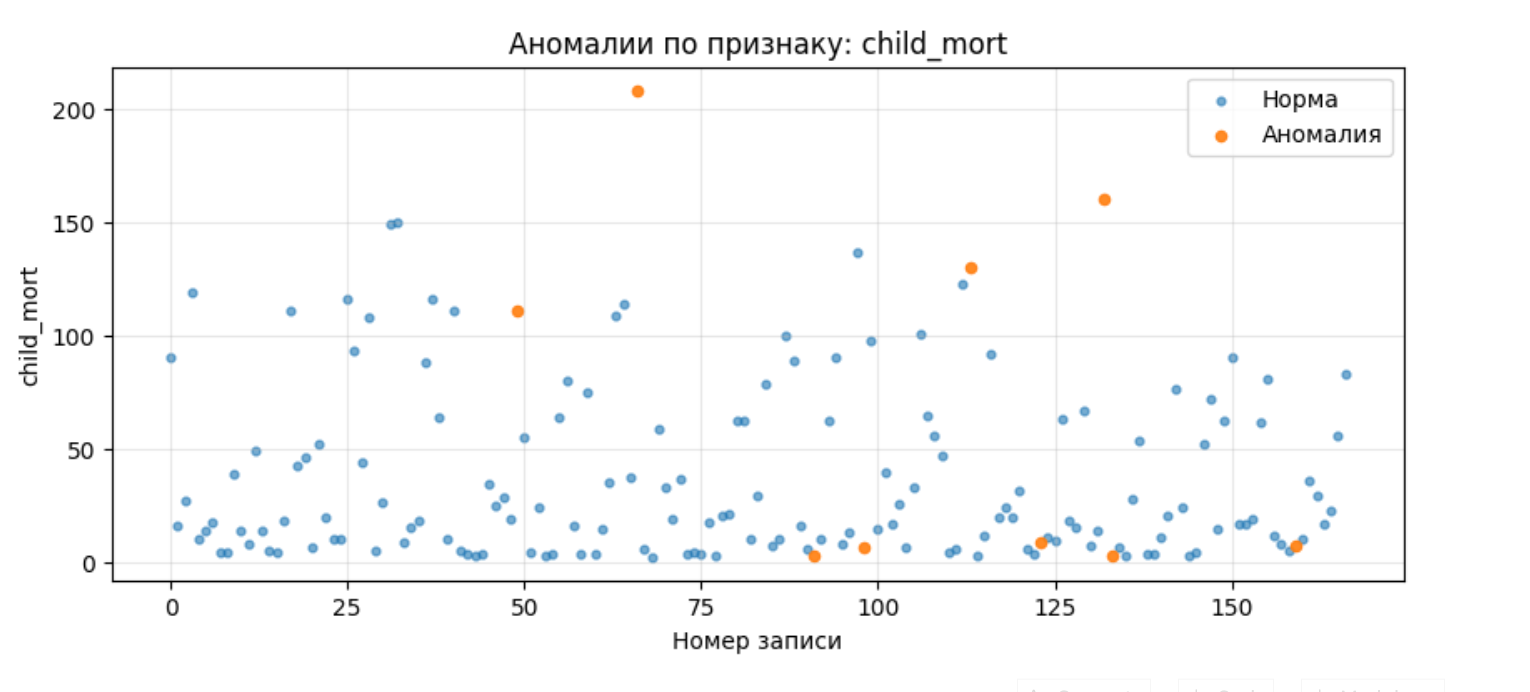 Аномалии по признаку: child_mort
Норма
Аномалия
200
150
100
50
0
child_mort
0 25 50 75 100 125 150
Номер записи